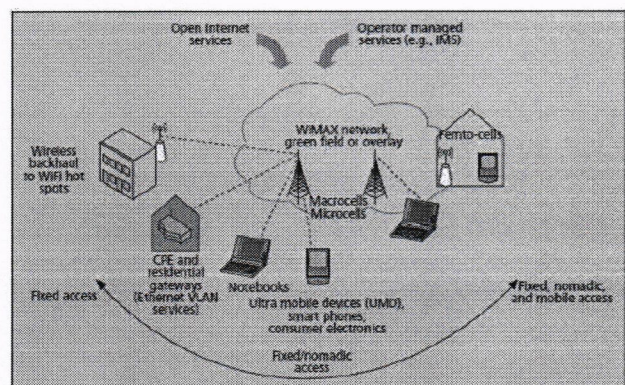 Open Internet
services
Operator managed
services (e.g., IMS)
WiMAX network,
green field or overlay
Femto-cells
Wireless
backhaul
to WiFi hot
spots
Macrocells
Microcells
CPE and
residential
gateways
(Ethernet VLAN
services)
Notebooks
Ultra mobile devices (UMD),
smart phones,
consumer electronics
Fixed access
Fixed, nomadic,
and mobile access
Fixed/nomadic
access